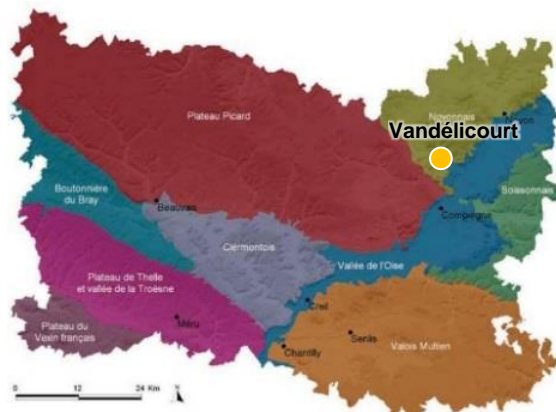 Noyonnais
Noyon
Plateau Picard
Vandélicourt
Boutonnière
du Bray
Beauvais
Soissonnais
Compiègne
Clermontois
Vallée de l'Oise
Plateau de Thelle
et vallée de la Troësne
Creil
Méru
Senlis
Plateau du
Vexin français
Chantilly
Valois Multien
0 12 24 Km
N